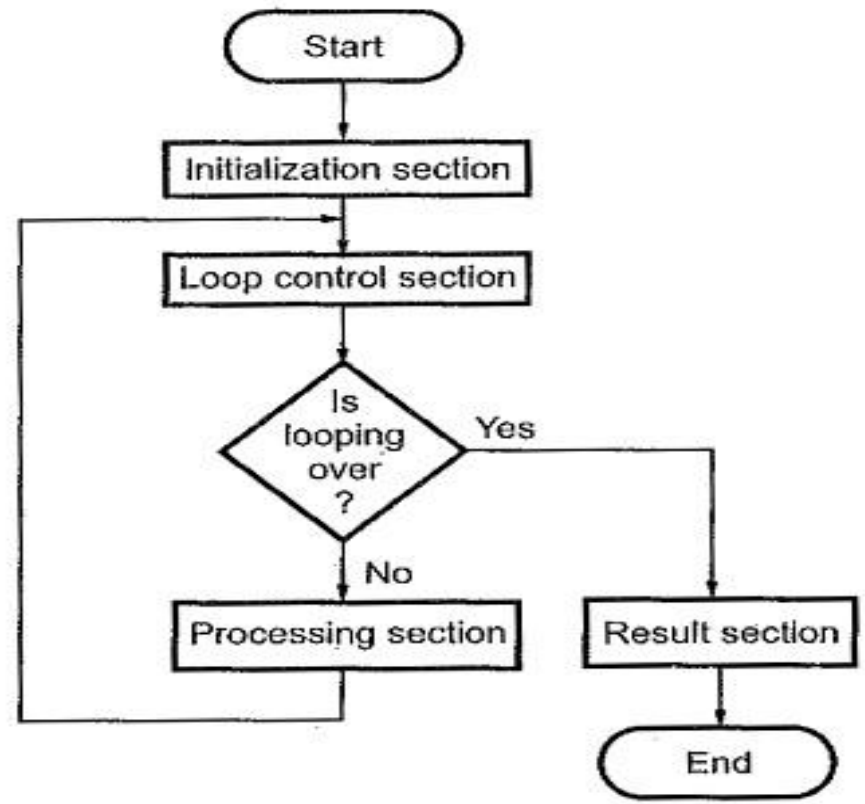 Start
Initialization section
Loop control section
Is
looping
over
?
Yes
No
Processing section
Result section
End